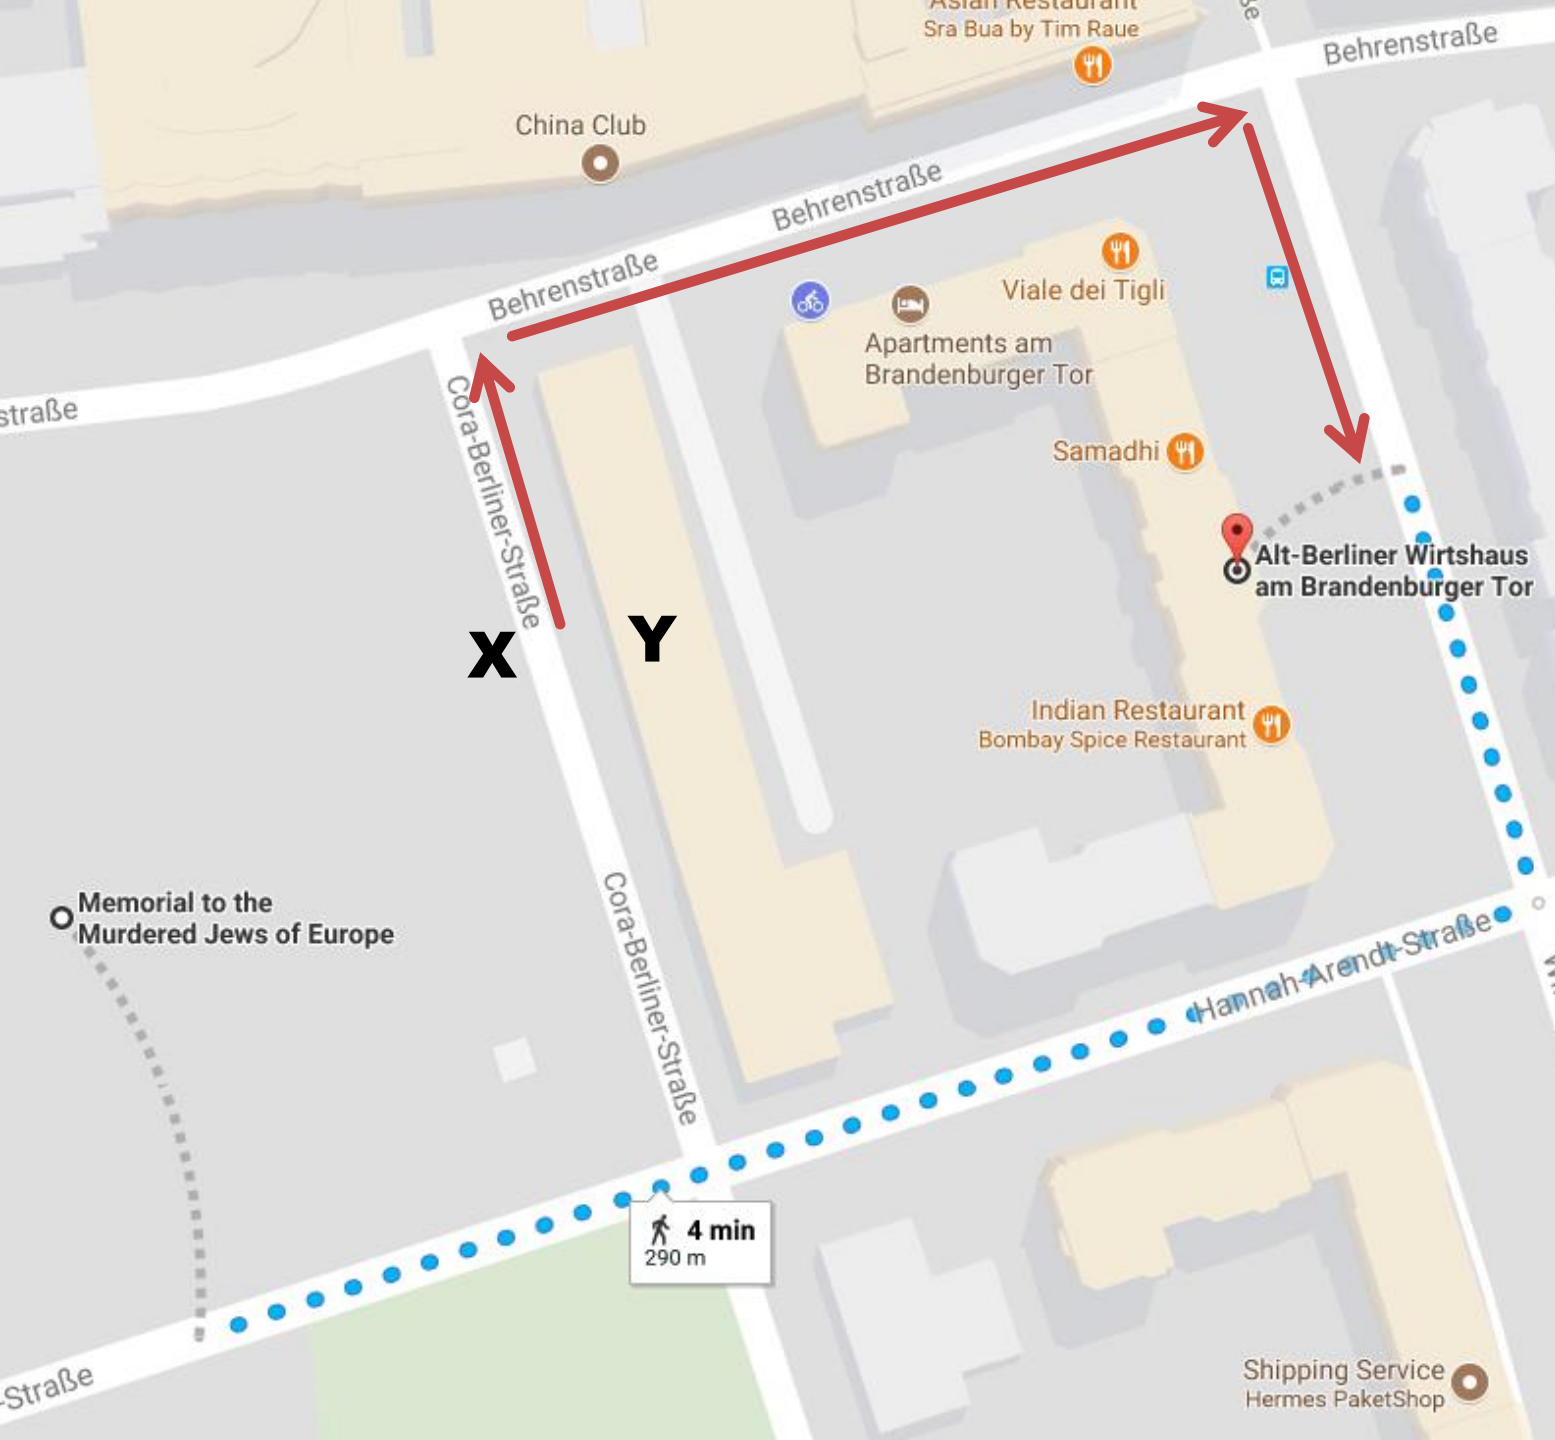 Asian Restaurant
Sra Bua by Tim Raue
Behrenstraße
China Club
Behrenstraße
Behrenstraße
Viale dei Tigli
Apartments am
Brandenburger Tor
straße
Cora-Berliner-Straße
Samadhi
Alt-Berliner Wirtshaus
am Brandenburger Tor
X
Y
Indian Restaurant
Bombay Spice Restaurant
Memorial to the
Murdered Jews of Europe
Cora-Berliner-Straße
Hannah-Arendt-Straße
4 min
290 m
-Straße
Shipping Service
Hermes PaketShop